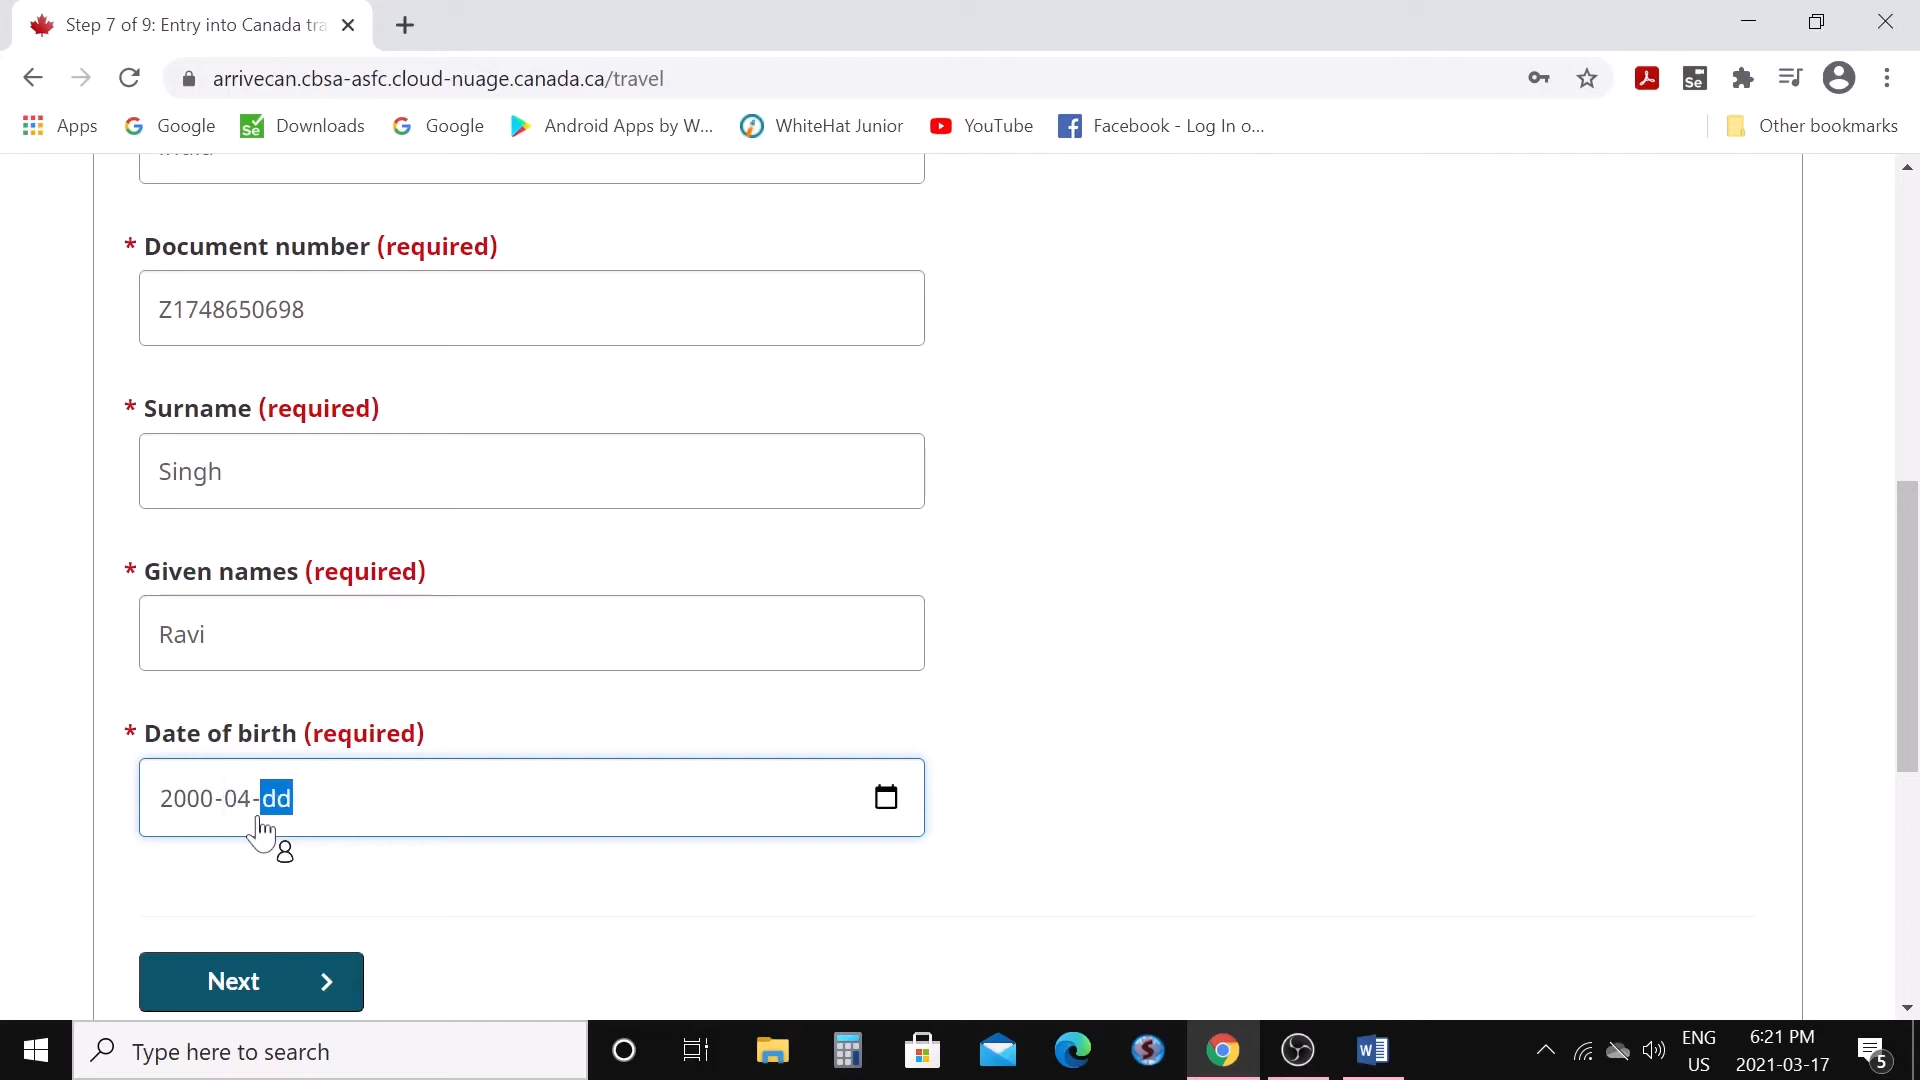 Step 7 of 9: Entry into Canada tra
arrivecan.cbsa-asfc.cloud-nuage.canada.ca/travel
Apps
Google
Downloads
Google
Android Apps by W...
WhiteHat Junior
YouTube
Facebook - Log In o...
Other bookmarks
* Document number (required)
Z1748650698
* Surname (required)
Singh
* Given names (required)
Ravi
* Date of birth (required)
2000-04-dd
Next
Type here to search
ENG
US
6:21 PM
2021-03-17
5